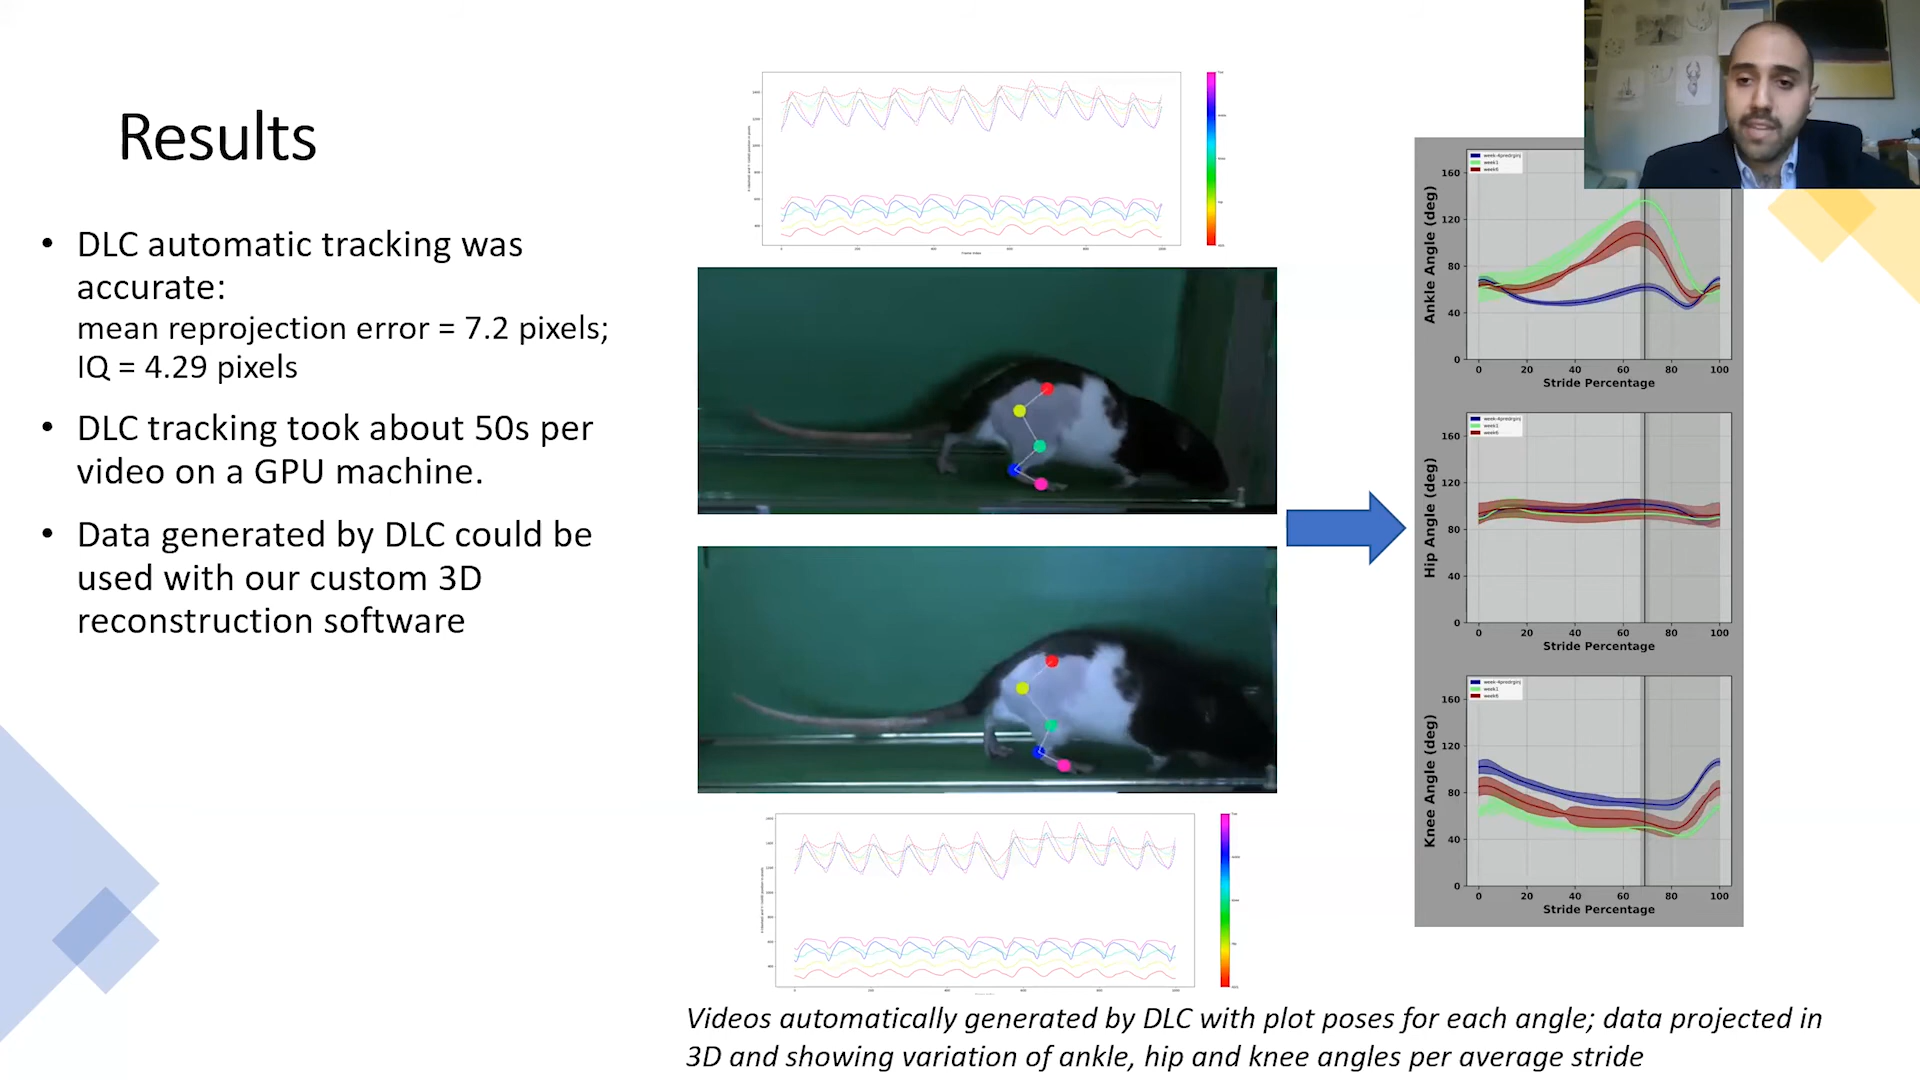 Results
• DLC automatic tracking was
accurate:
mean reprojection error = 7.2 pixels;
IQ = 4.29 pixels
• DLC tracking took about 50s per
video on a GPU machine.
• Data generated by DLC could be
used with our custom 3D
reconstruction software
Ankle Angle (deg)
160
120
80
40
0
0 20 40 60 80 100
Stride Percentage
week1
week6
Hip Angle (deg)
160
120
80
40
0
0 20 40 60 80 100
Stride Percentage
week1
week6
Knee Angle (deg)
160
120
80
40
0
0 20 40 60 80 100
Stride Percentage
week1
week6
Videos automatically generated by DLC with plot poses for each angle; data projected in
3D and showing variation of ankle, hip and knee angles per average stride